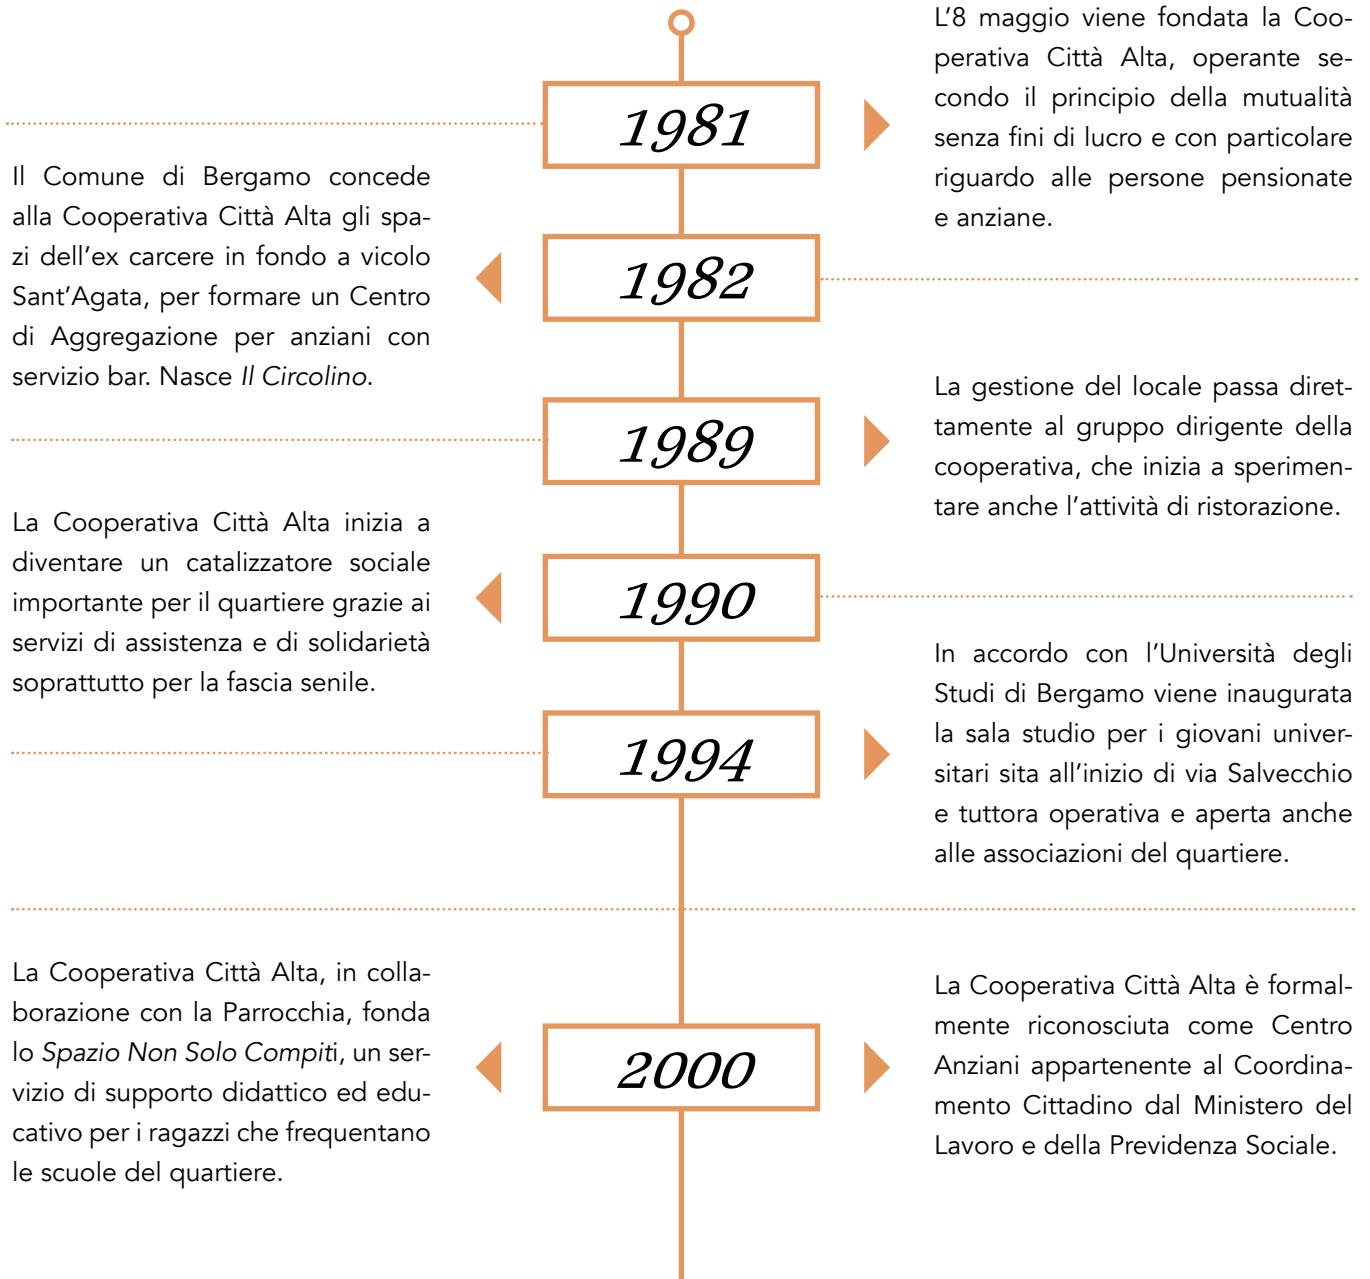 1981
L'8 maggio viene fondata la Coo-
perativa Città Alta, operante se-
condo il principio della mutualità
senza fini di lucro e con particolare
riguardo alle persone pensionate
e anziane.
1982
Il Comune di Bergamo concede
alla Cooperativa Città Alta gli spa-
zi dell'ex carcere in fondo a vicolo
Sant'Agata, per formare un Centro
di Aggregazione per anziani con
servizio bar. Nasce Il Circolino.
1989
La gestione del locale passa diret-
tamente al gruppo dirigente della
cooperativa, che inizia a sperimen-
tare anche l'attività di ristorazione.
1990
La Cooperativa Città Alta inizia a
diventare un catalizzatore sociale
importante per il quartiere grazie ai
servizi di assistenza e di solidarietà
soprattutto per la fascia senile.
1994
In accordo con l'Università degli
Studi di Bergamo viene inaugurata
la sala studio per i giovani univer-
sitari sita all'inizio di via Salvecchio
e tuttora operativa e aperta anche
alle associazioni del quartiere.
2000
La Cooperativa Città Alta, in colla-
borazione con la Parrocchia, fonda
lo Spazio Non Solo Compiti, un ser-
vizio di supporto didattico ed edu-
cativo per i ragazzi che frequentano
le scuole del quartiere.
La Cooperativa Città Alta è formal-
mente riconosciuta come Centro
Anziani appartenente al Coordina-
mento Cittadino dal Ministero del
Lavoro e della Previdenza Sociale.